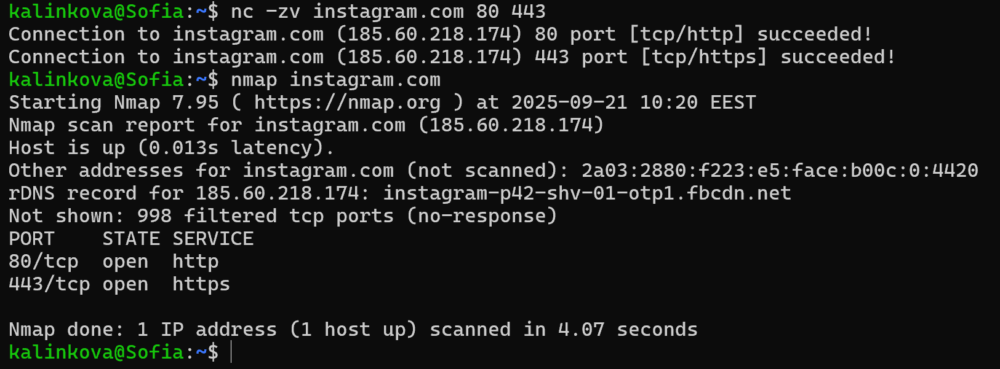 kalinkova@Sofia:~$ nc -zv instagram.com 80 443
Connection to instagram.com (185.60.218.174) 80 port [tcp/http] succeeded!
Connection to instagram.com (185.60.218.174) 443 port [tcp/https] succeeded!
kalinkova@Sofia:~$ nmap instagram.com
Starting Nmap 7.95 ( https://nmap.org ) at 2025-09-21 10:20 EEST
Nmap scan report for instagram.com (185.60.218.174)
Host is up (0.013s latency).
Other addresses for instagram.com (not scanned): 2a03:2880:f223:e5:face:b00c:0:4420
rDNS record for 185.60.218.174: instagram-p42-shv-01-otp1.fbcdn.net
Not shown: 998 filtered tcp ports (no-response)
PORT    STATE SERVICE
80/tcp  open  http
443/tcp open  https

Nmap done: 1 IP address (1 host up) scanned in 4.07 seconds
kalinkova@Sofia:~$